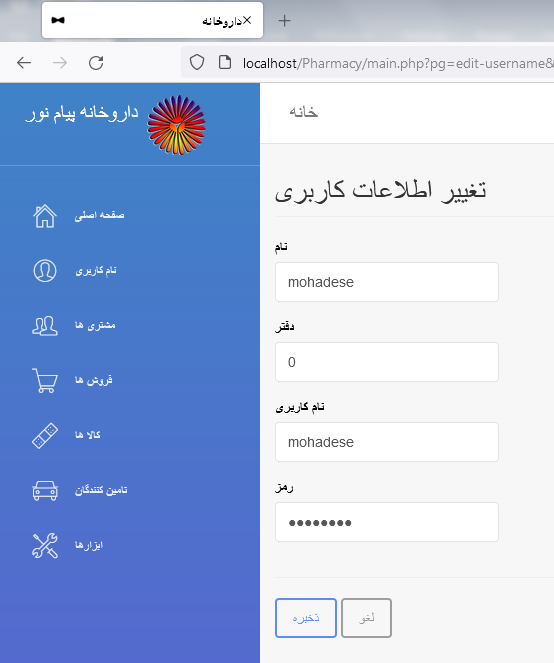 داروخانه
localhost/Pharmacy/main.php?pg=edit-username&
داروخانه پیام نور
صفحه اصلی
نام کاربری
مشتری ها
فروش ها
کالا ها
تامین کنندگان
ابزارها
خانه
تغییر اطلاعات کاربری
نام
mohadese
دفتر
0
نام کاربری
mohadese
رمز
ذخیره
لغو